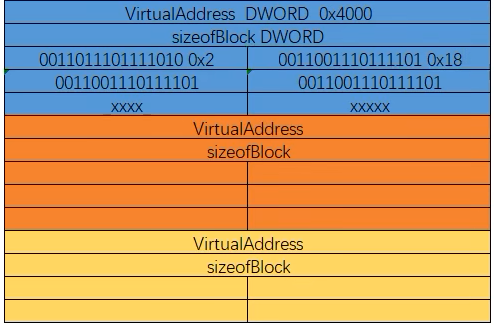 VirtualAddress DWORD 0x4000
sizeofBlock DWORD
0011011101111010 0x2 0011001110111101 0x18
0011001110111101 0011001110111101
_xxxx_ xxxxx
VirtualAddress
sizeofBlock
VirtualAddress
sizeofBlock